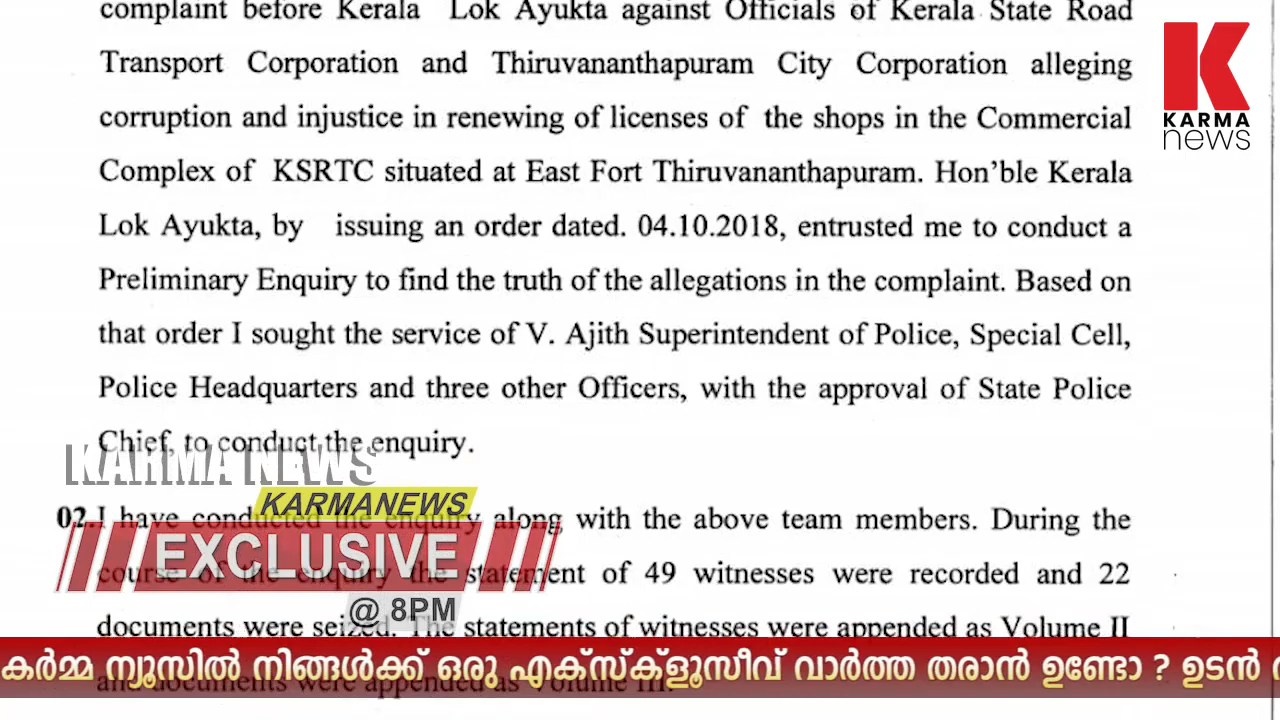 complaint before Kerala Lok Ayukta against Officials of Kerala State Road
Transport Corporation and Thiruvananthapuram City Corporation alleging
corruption and injustice in renewing of licenses of the shops in the Commercial
Complex of KSRTC situated at East Fort Thiruvananthapuram. Hon'ble Kerala
Lok Ayukta, by issuing an order dated. 04.10.2018, entrusted me to conduct a
Preliminary Enquiry to find the truth of the allegations in the complaint. Based on
that order I sought the service of V. Ajith Superintendent of Police, Special Cell,
Police Headquarters and three other Officers, with the approval of State Police
Chief, to conduct the enquiry.
02. I have conducted the enquiry along with the above team members. During the
course of the enquiry the statement of 49 witnesses were recorded and 22
documents were seized. The statements of witnesses were appended as Volume II
and documents were appended as Volume III.
K
KARMA
news
KARMA NEWS
KARMANEWS
EXCLUSIVE
@ 8PM
കർമ്മ ന്യൂസിൽ നിങ്ങൾക്ക് ഒരു എക്സ്ക്ളൂസീവ് വാർത്ത തരാൻ ഉണ്ടോ ? ഉടൻ